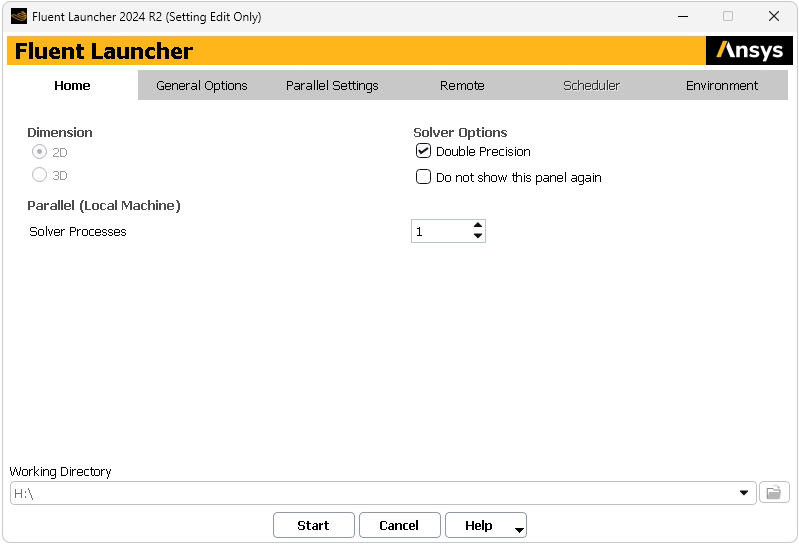 Fluent Launcher 2024 R2 (Setting Edit Only)
Fluent Launcher
Ansys
Home General Options Parallel Settings Remote Scheduler Environment
Dimension
2D
3D
Solver Options
Double Precision
Do not show this panel again
Parallel (Local Machine)
Solver Processes 1
Working Directory
H:\
Start Cancel Help